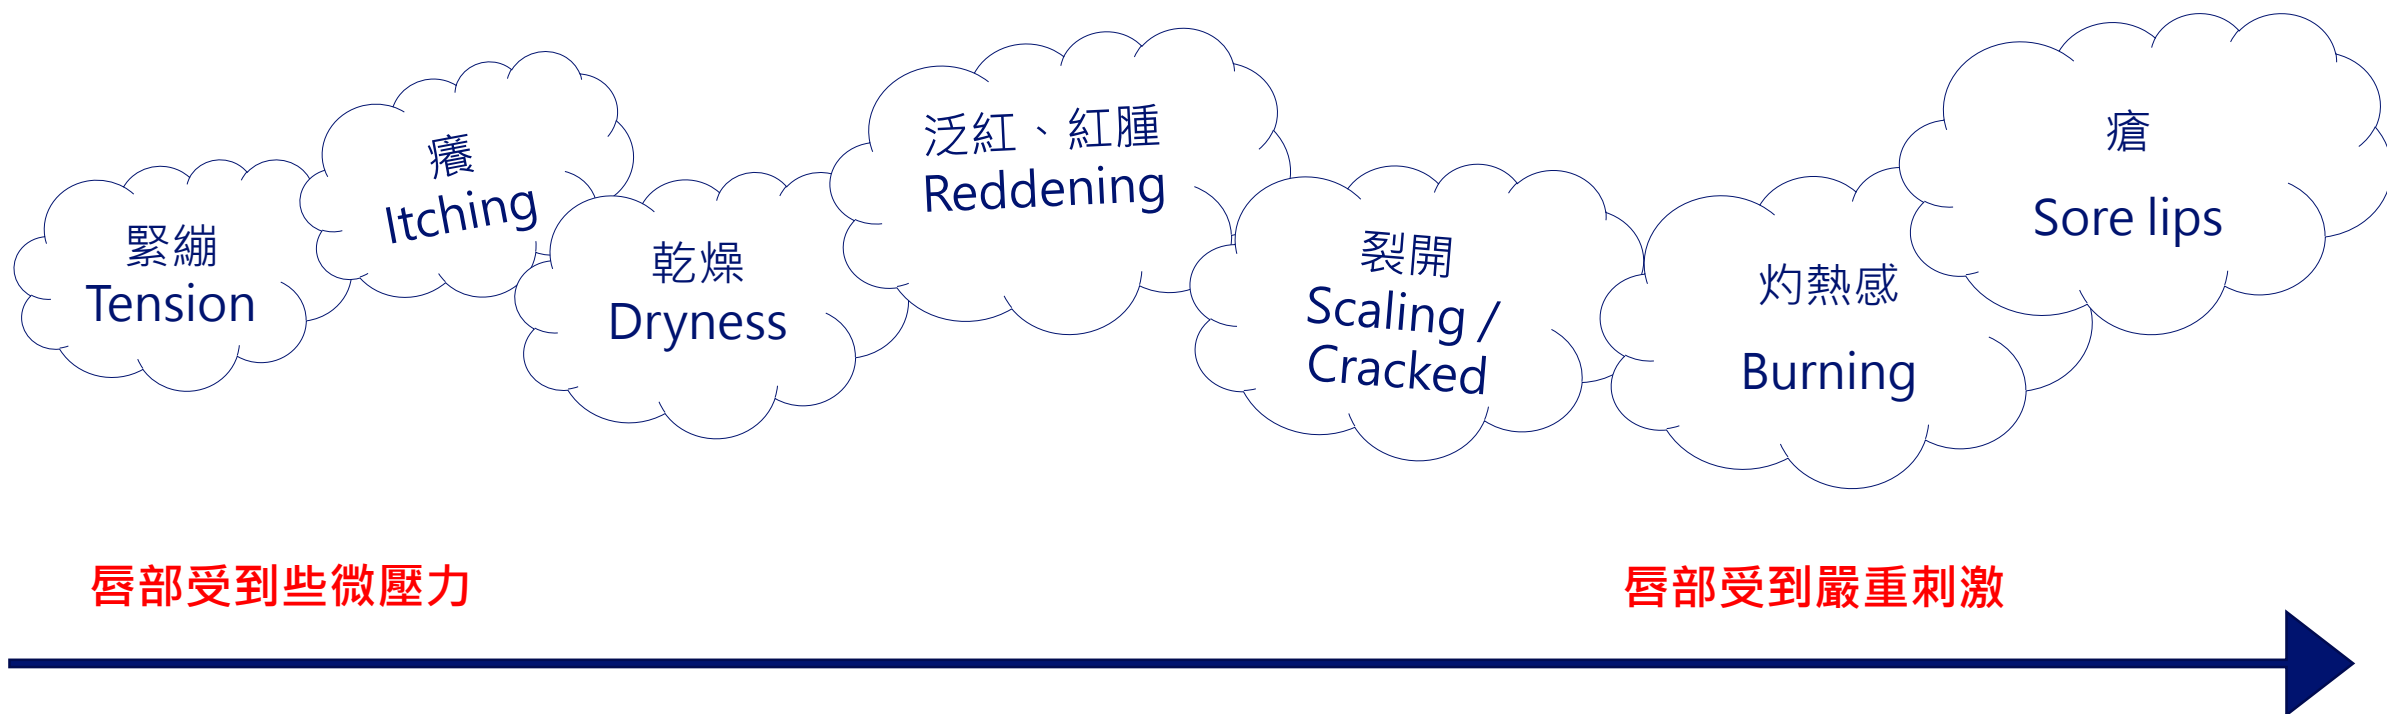 緊繃
Tension
癢
Itching
乾燥
Dryness
泛紅、紅腫
Reddening
裂開
Scaling /
Cracked
灼熱感
Burning
瘡
Sore lips
唇部受到些微壓力
唇部受到嚴重刺激